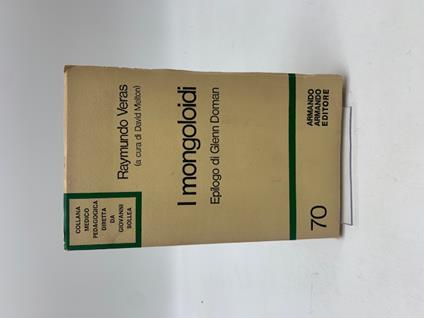 COLLANA
MEDICO
PEDAGOGICA
DIRETTA
DA
GIOVANNI
BOLLEA
Raymundo Veras
(a cura di David Melton)
I mongoloidi
Epilogo di Glenn Doman
70
ARMANDO
ARMANDO
EDITORE